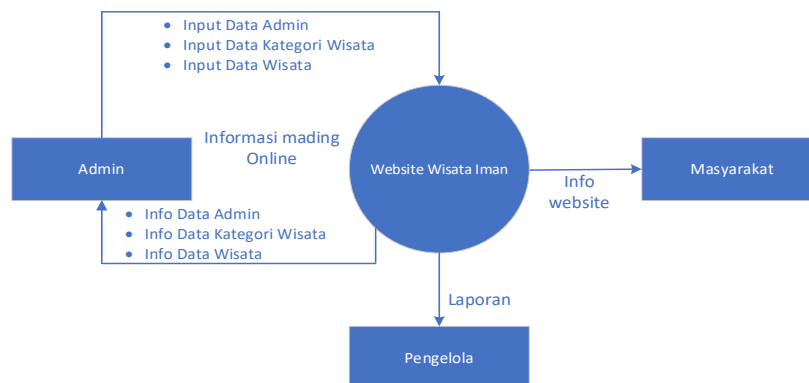 • Input Data Admin
• Input Data Kategori Wisata
• Input Data Wisata
Informasi mading
Online
Admin
Website Wisata Iman
Masyarakat
Info
website
• Info Data Admin
• Info Data Kategori Wisata
• Info Data Wisata
Laporan
Pengelola